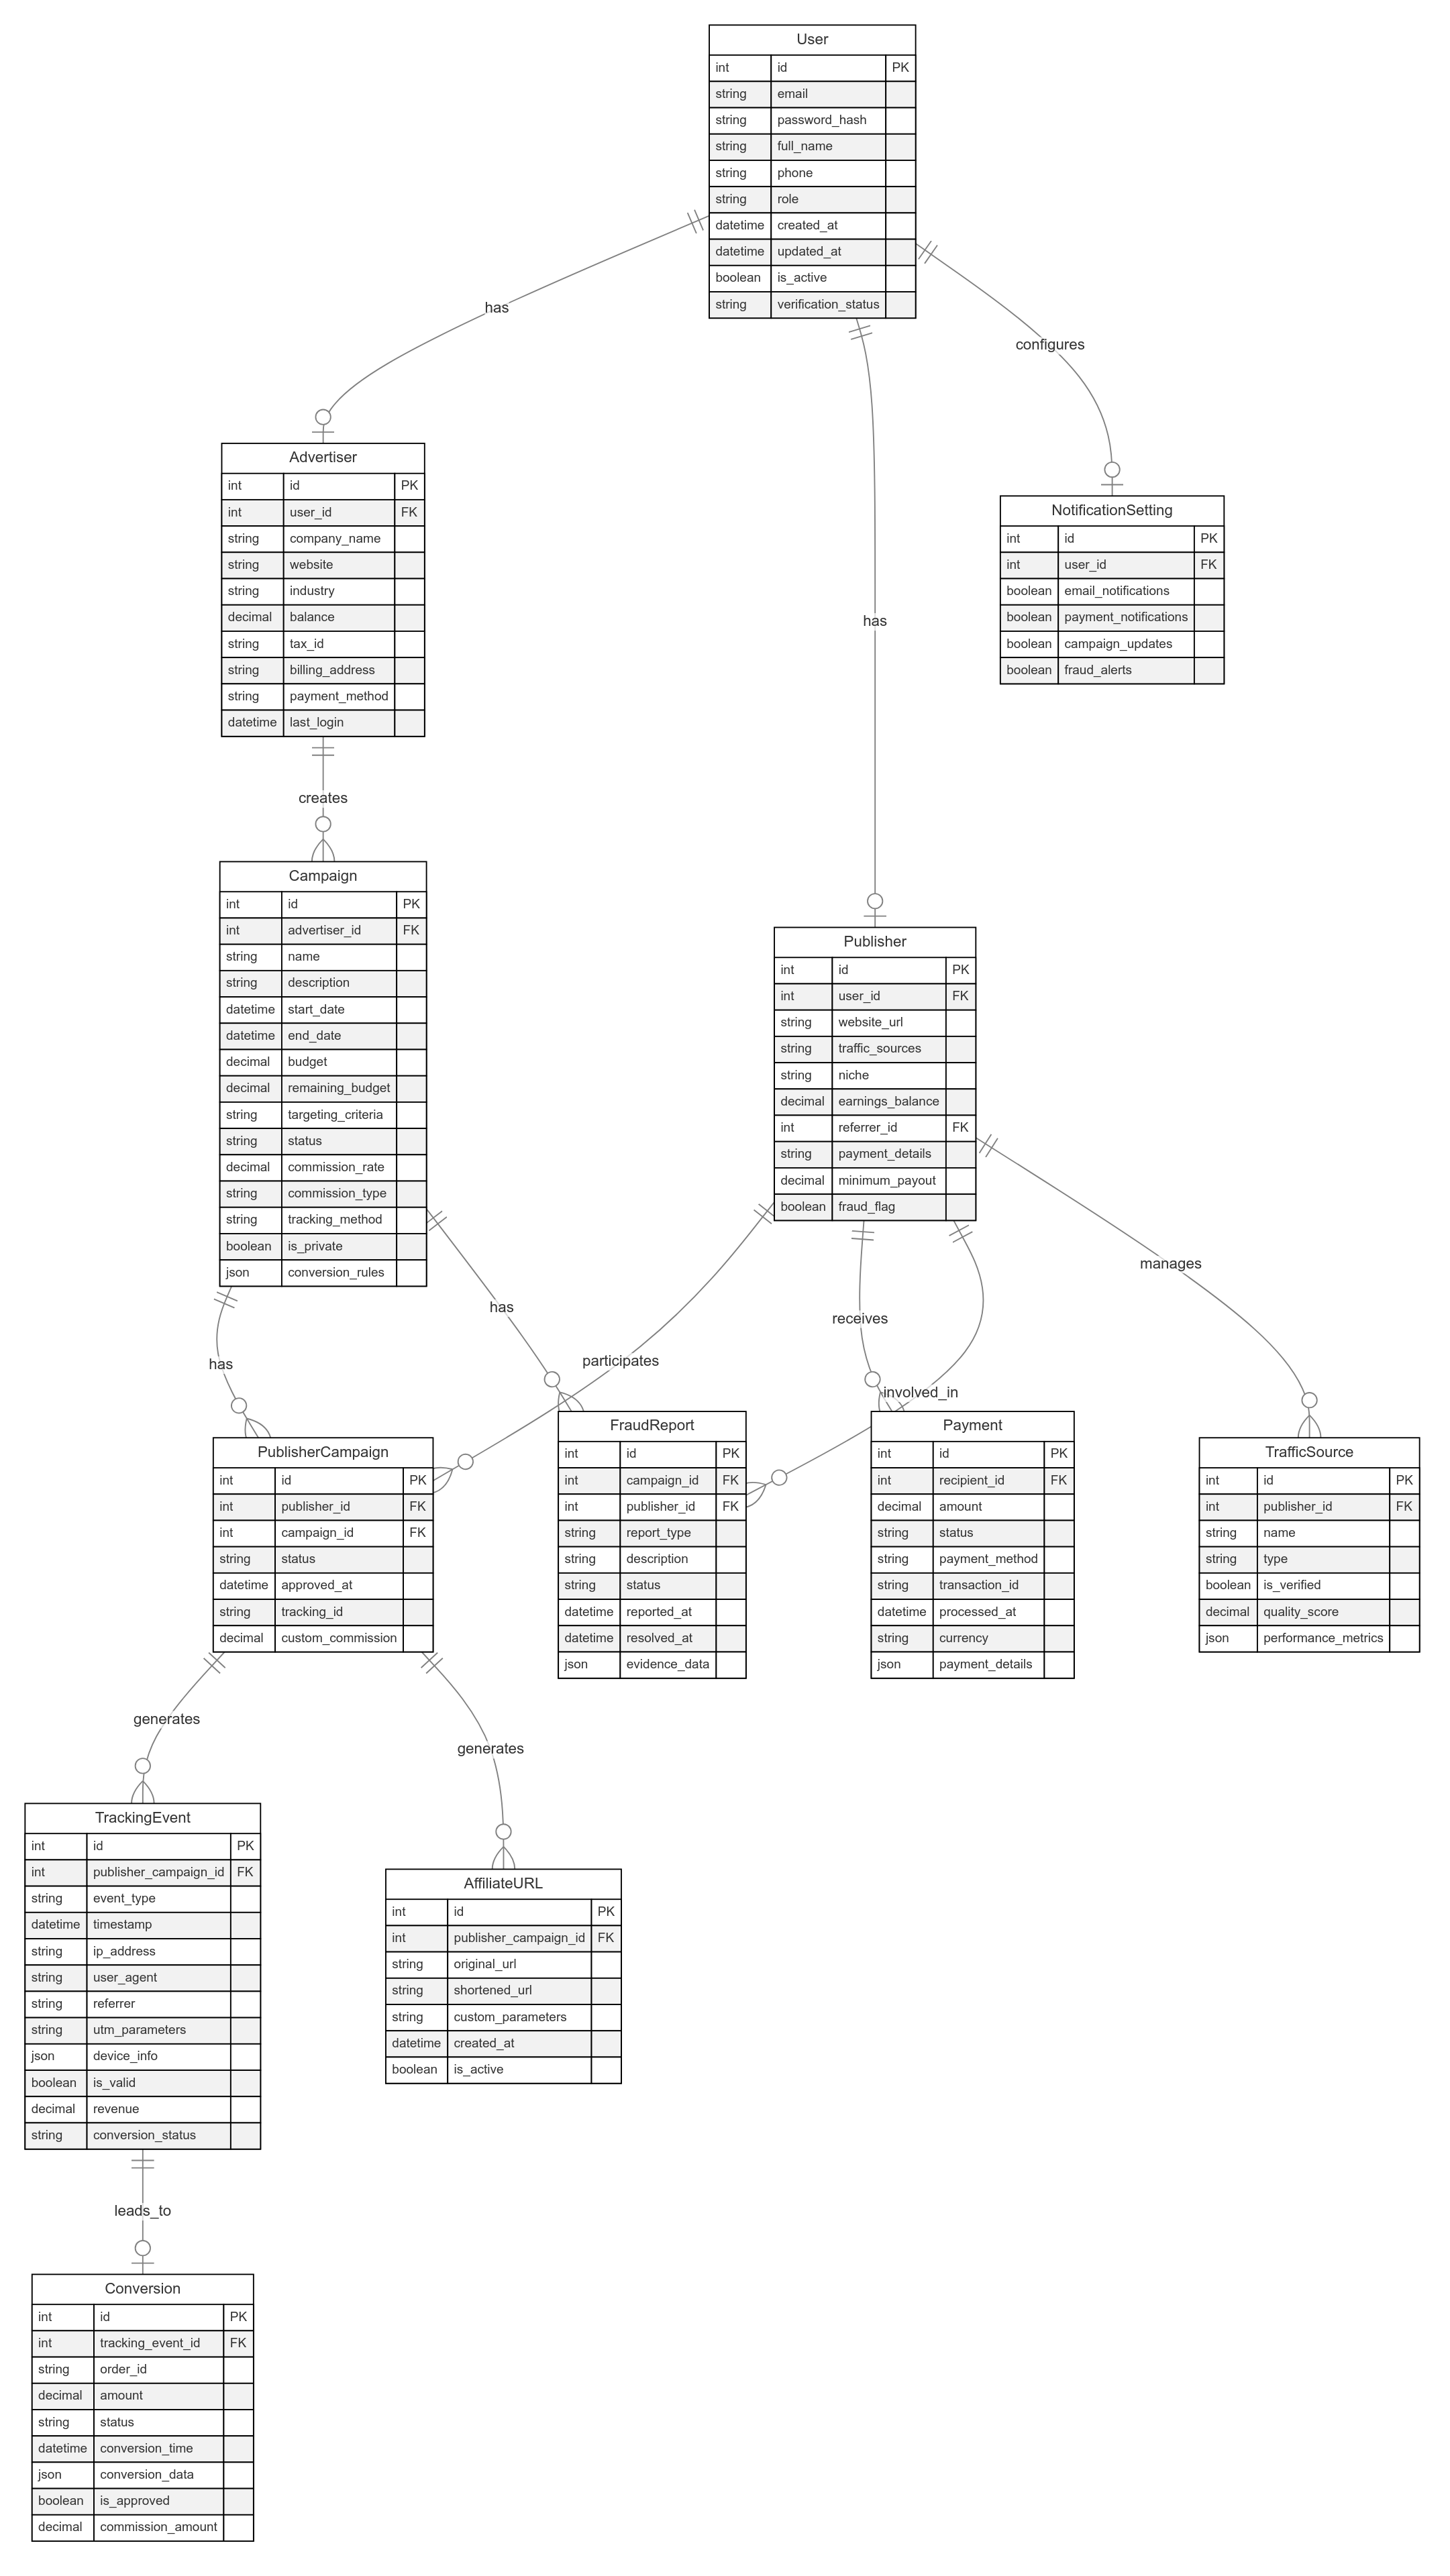 User
int id PK
string email
string password_hash
string full_name
string phone
string role
datetime created_at
datetime updated_at
boolean is_active
string verification_status
has
configures
has
Advertiser
int id PK
int user_id FK
string company_name
string website
string industry
decimal balance
string tax_id
string billing_address
string payment_method
datetime last_login
NotificationSetting
int id PK
int user_id FK
boolean email_notifications
boolean payment_notifications
boolean campaign_updates
boolean fraud_alerts
creates
Campaign
int id PK
int advertiser_id FK
string name
string description
datetime start_date
datetime end_date
decimal budget
decimal remaining_budget
string targeting_criteria
string status
decimal commission_rate
string commission_type
string tracking_method
boolean is_private
json conversion_rules
Publisher
int id PK
int user_id FK
string website_url
string traffic_sources
string niche
decimal earnings_balance
int referrer_id FK
string payment_details
decimal minimum_payout
boolean fraud_flag
has
has
participates
receives
involved_in
manages
PublisherCampaign
int id PK
int publisher_id FK
int campaign_id FK
string status
datetime approved_at
string tracking_id
decimal custom_commission
FraudReport
int id PK
int campaign_id FK
int publisher_id FK
string report_type
string description
string status
datetime reported_at
datetime resolved_at
json evidence_data
Payment
int id PK
int recipient_id FK
decimal amount
string status
string payment_method
string transaction_id
datetime processed_at
string currency
json payment_details
TrafficSource
int id PK
int publisher_id FK
string name
string type
boolean is_verified
decimal quality_score
json performance_metrics
generates
generates
TrackingEvent
int id PK
int publisher_campaign_id FK
string event_type
datetime timestamp
string ip_address
string user_agent
string referrer
string utm_parameters
json device_info
boolean is_valid
decimal revenue
string conversion_status
AffiliateURL
int id PK
int publisher_campaign_id FK
string original_url
string shortened_url
string custom_parameters
datetime created_at
boolean is_active
leads_to
Conversion
int id PK
int tracking_event_id FK
string order_id
decimal amount
string status
datetime conversion_time
json conversion_data
boolean is_approved
decimal commission_amount